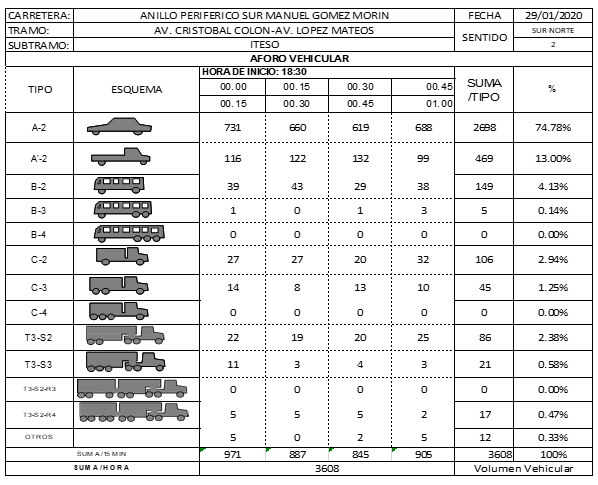 CARRETERA: ANILLO PERIFERICO SUR MANUEL GOMEZ MORIN FECHA 29/01/2020
TRAMO: AV. CRISTOBAL COLON-AV. LOPEZ MATEOS SENTIDO SUR NORTE
SUBTRAMO: ITESO 2
AFORO VEHICULAR
TIPO ESQUEMA HORA DE INICIO: 18:30 SUMA /TIPO %
00.00 00.15 00.30 00.45
00.15 00.30 00.45 01.00
A-2 731 660 619 688 2698 74.78%
A'-2 116 122 132 99 469 13.00%
B-2 39 43 29 38 149 4.13%
B-3 1 0 1 3 5 0.14%
B-4 0 0 0 0 0 0.00%
C-2 27 27 20 32 106 2.94%
C-3 14 8 13 10 45 1.25%
C-4 0 0 0 0 0 0.00%
T3-S2 22 19 20 25 86 2.38%
T3-S3 11 3 4 3 21 0.58%
T3-S2-R3 0 0 0 0 0 0.00%
T3-S2-R4 5 5 5 2 17 0.47%
OTROS 5 0 2 5 12 0.33%
SUMA/15 MIN 971 887 845 905 3608 100%
SUMA/HORA 3608 Volumen Vehicular